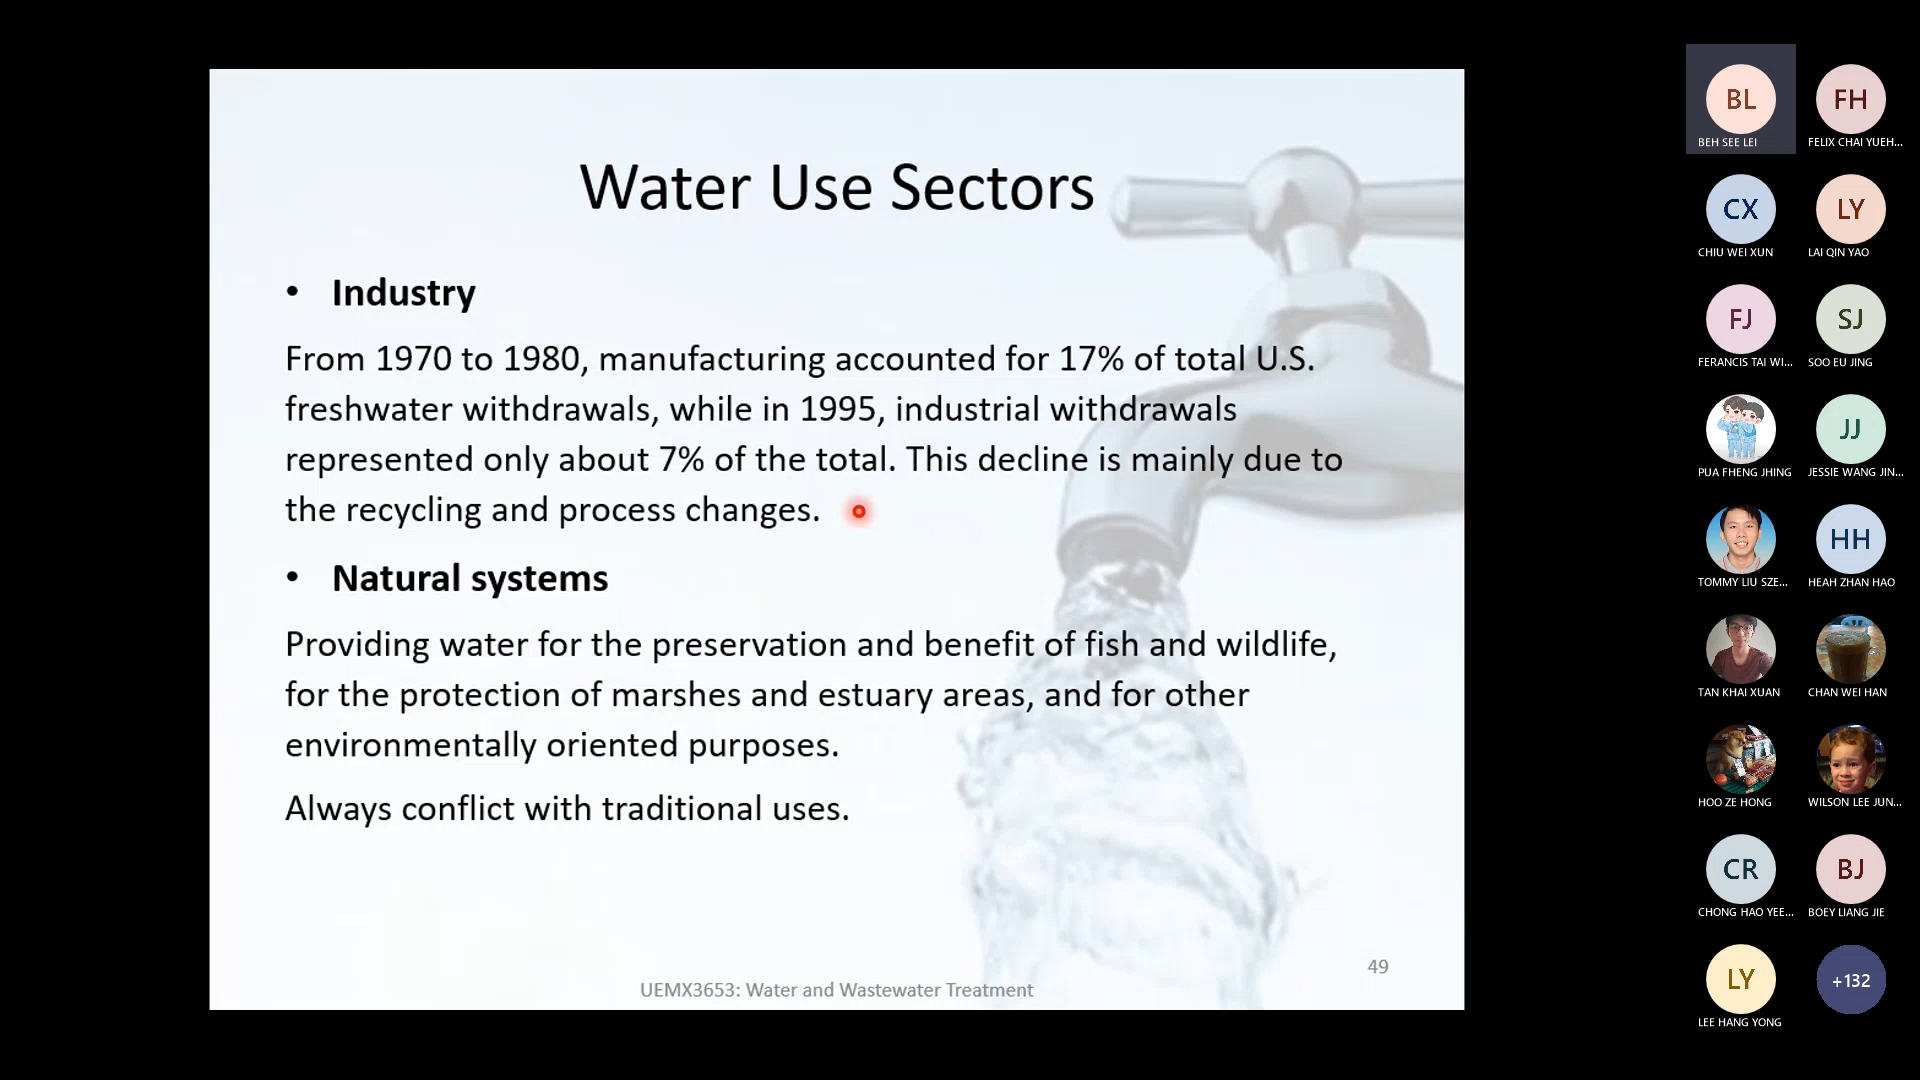 Water Use Sectors
• Industry
From 1970 to 1980, manufacturing accounted for 17% of total U.S.
freshwater withdrawals, while in 1995, industrial withdrawals
represented only about 7% of the total. This decline is mainly due to
the recycling and process changes.
• Natural systems
Providing water for the preservation and benefit of fish and wildlife,
for the protection of marshes and estuary areas, and for other
environmentally oriented purposes.
Always conflict with traditional uses.
49
UEMX3653: Water and Wastewater Treatment
BL
BEH SEE LEI
FH
FELIX CHAI YUEH...
CX
CHIU WEI XUN
LY
LAI QIN YAO
FJ
FERANCIS TAI WI...
SJ
SOO EU JING
PUA FHENG JHING
JJ
JESSIE WANG JIN...
TOMMY LIU SZE...
HH
HEAH ZHAN HAO
TAN KHAI XUAN
CHAN WEI HAN
HOO ZE HONG
WILSON LEE JUN...
CR
CHONG HAO YEE...
BJ
BOEY LIANG JIE
LY
LEE HANG YONG
+132